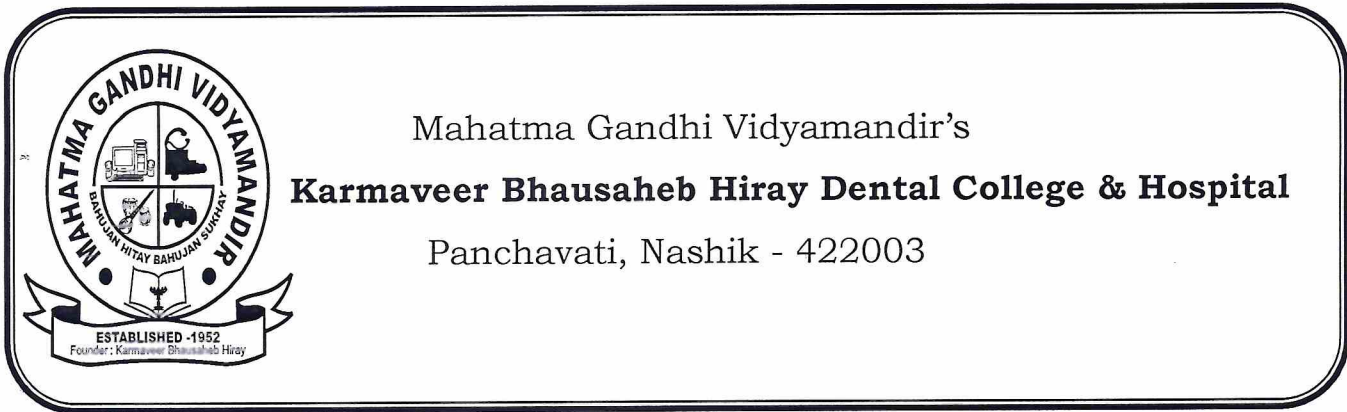 MAHATMA GANDHI VIDYAMANDIR
BAHUJAN HITAY BAHUJAN SUKHAY
ESTABLISHED -1952
Founder : Karmaveer Bhausaheb Hiray
Mahatma Gandhi Vidyamandir's
Karmaveer Bhausaheb Hiray Dental College & Hospital
Panchavati, Nashik - 422003